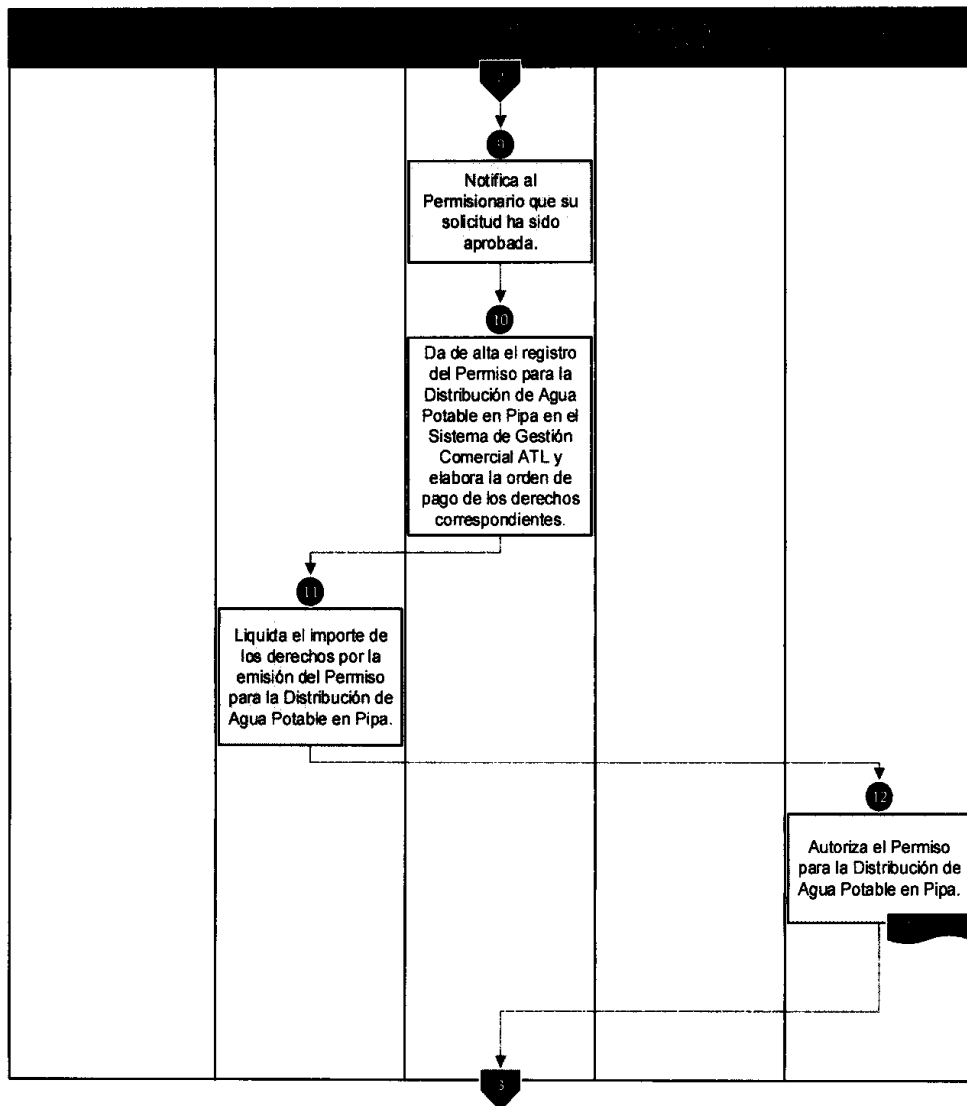 9
Notifica al
Permisionario que su
solicitud ha sido
aprobada.
10
Da de alta el registro
del Permiso para la
Distribución de Agua
Potable en Pipa en el
Sistema de Gestión
Comercial ATL y
elabora la orden de
pago de los derechos
correspondientes.
11
Liquida el importe de
los derechos por la
emisión del Permiso
para la Distribución de
Agua Potable en Pipa.
12
Autoriza el Permiso
para la Distribución de
Agua Potable en Pipa.
3